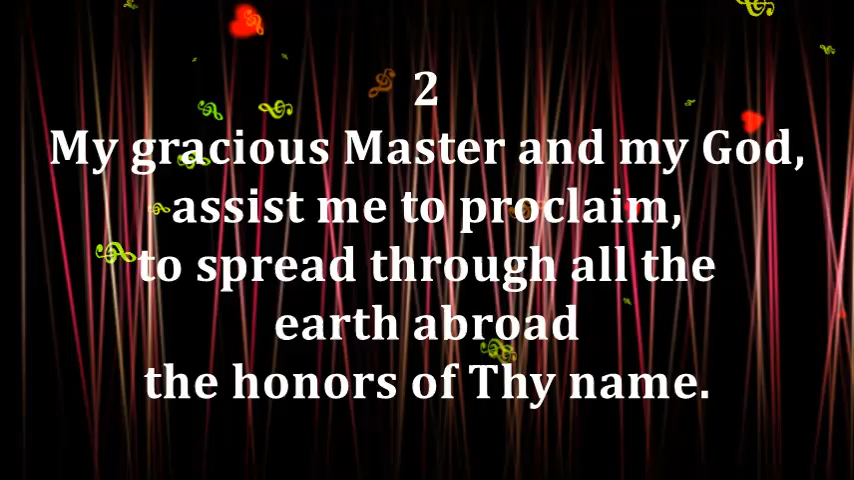 2
My gracious Master and my God,
assist me to proclaim,
to spread through all the
earth abroad
the honors of Thy name.